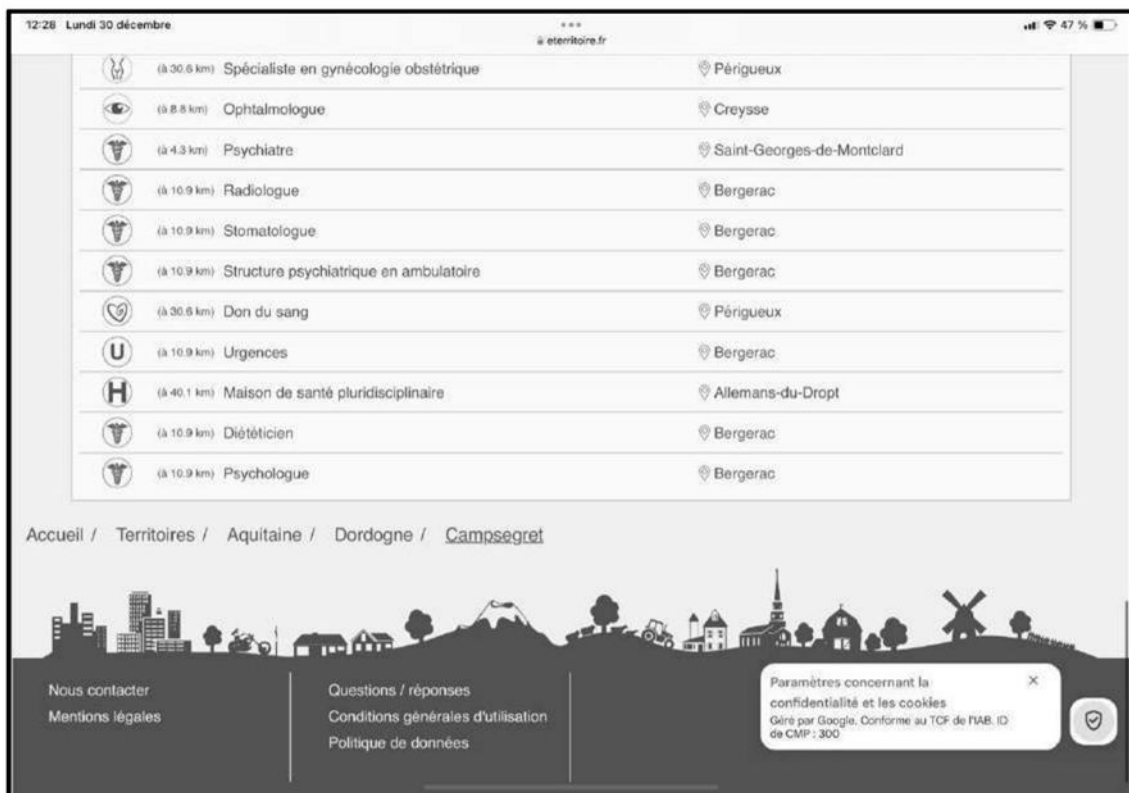 12:28 Lundi 30 décembre
47 %
eterritoire.fr
(à 30.6 km) Spécialiste en gynécologie obstétrique Périgueux
(à 8.8 km) Ophtalmologue Creysse
(à 4.3 km) Psychiatre Saint-Georges-de-Montclard
(à 10.9 km) Radiologue Bergerac
(à 10.9 km) Stomatologue Bergerac
(à 10.9 km) Structure psychiatrique en ambulatoire Bergerac
(à 30.6 km) Don du sang Périgueux
U (à 10.9 km) Urgences Bergerac
H (à 40.1 km) Maison de santé pluridisciplinaire Allemans-du-Dropt
(à 10.9 km) Diététicien Bergerac
(à 10.9 km) Psychologue Bergerac
Accueil / Territoires / Aquitaine / Dordogne / Campsegret
Nous contacter
Mentions légales
Questions / réponses
Conditions générales d'utilisation
Politique de données
Paramètres concernant la
confidentialité et les cookies
Géré par Google. Conforme au TCF de l'IAB. ID
de CMP : 300